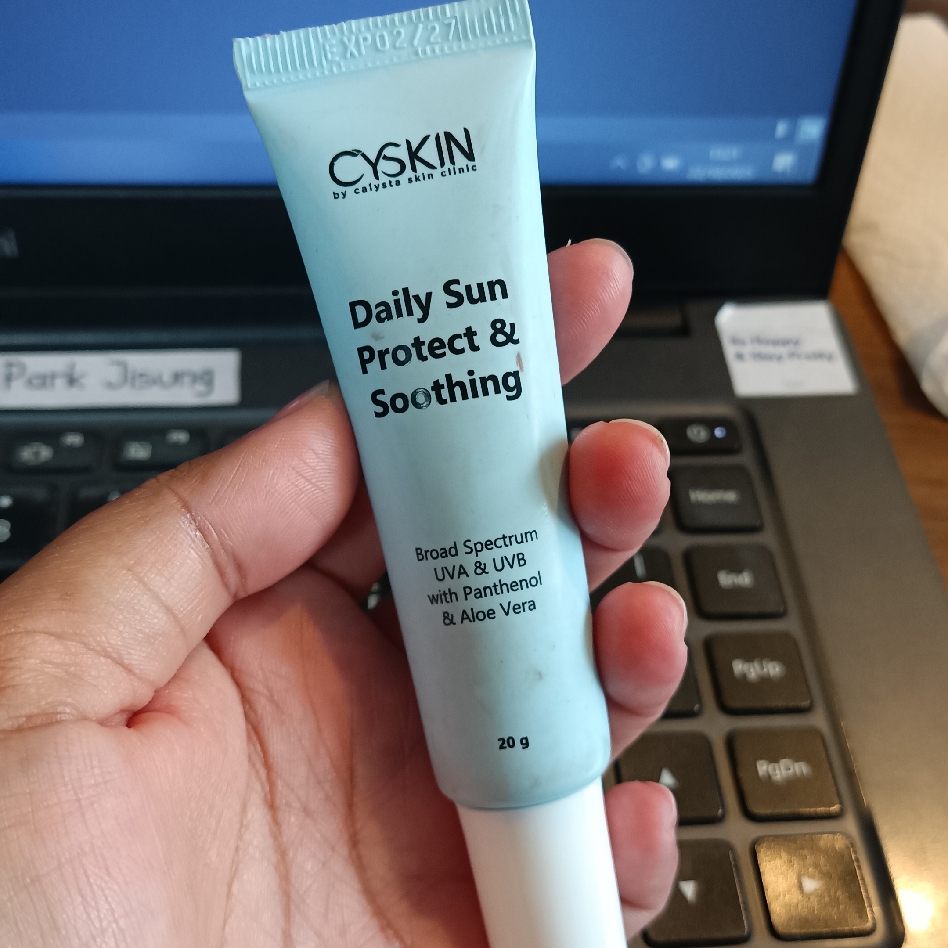 EXP02/27
CYSKIN
by calysta skin clinic
Daily Sun
Protect &
Soothing
Broad Spectrum
UVA & UVB
with Panthenol
& Aloe Vera
20 g
Park Jisung
Home
End
PgUp
PgDn